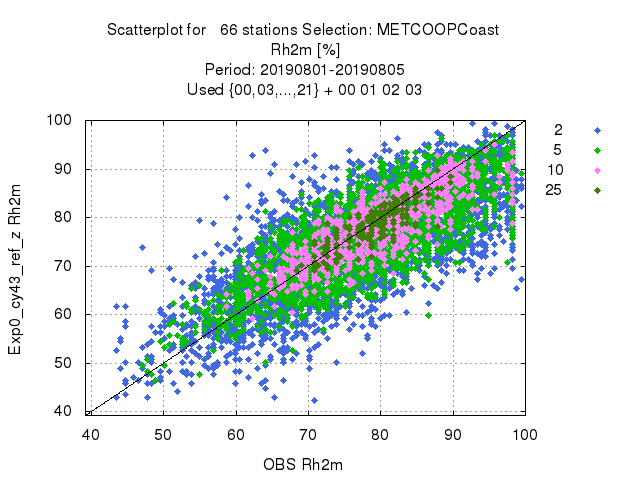 Scatterplot for 66 stations Selection: METCOOPCoast
Rh2m [%]
Period: 20190801-20190805
Used {00,03,...,21} + 00 01 02 03
100
90
80
70
60
50
40
Exp0_cy43_ref_z Rh2m
40 50 60 70 80 90 100
OBS Rh2m
2
5
10
25